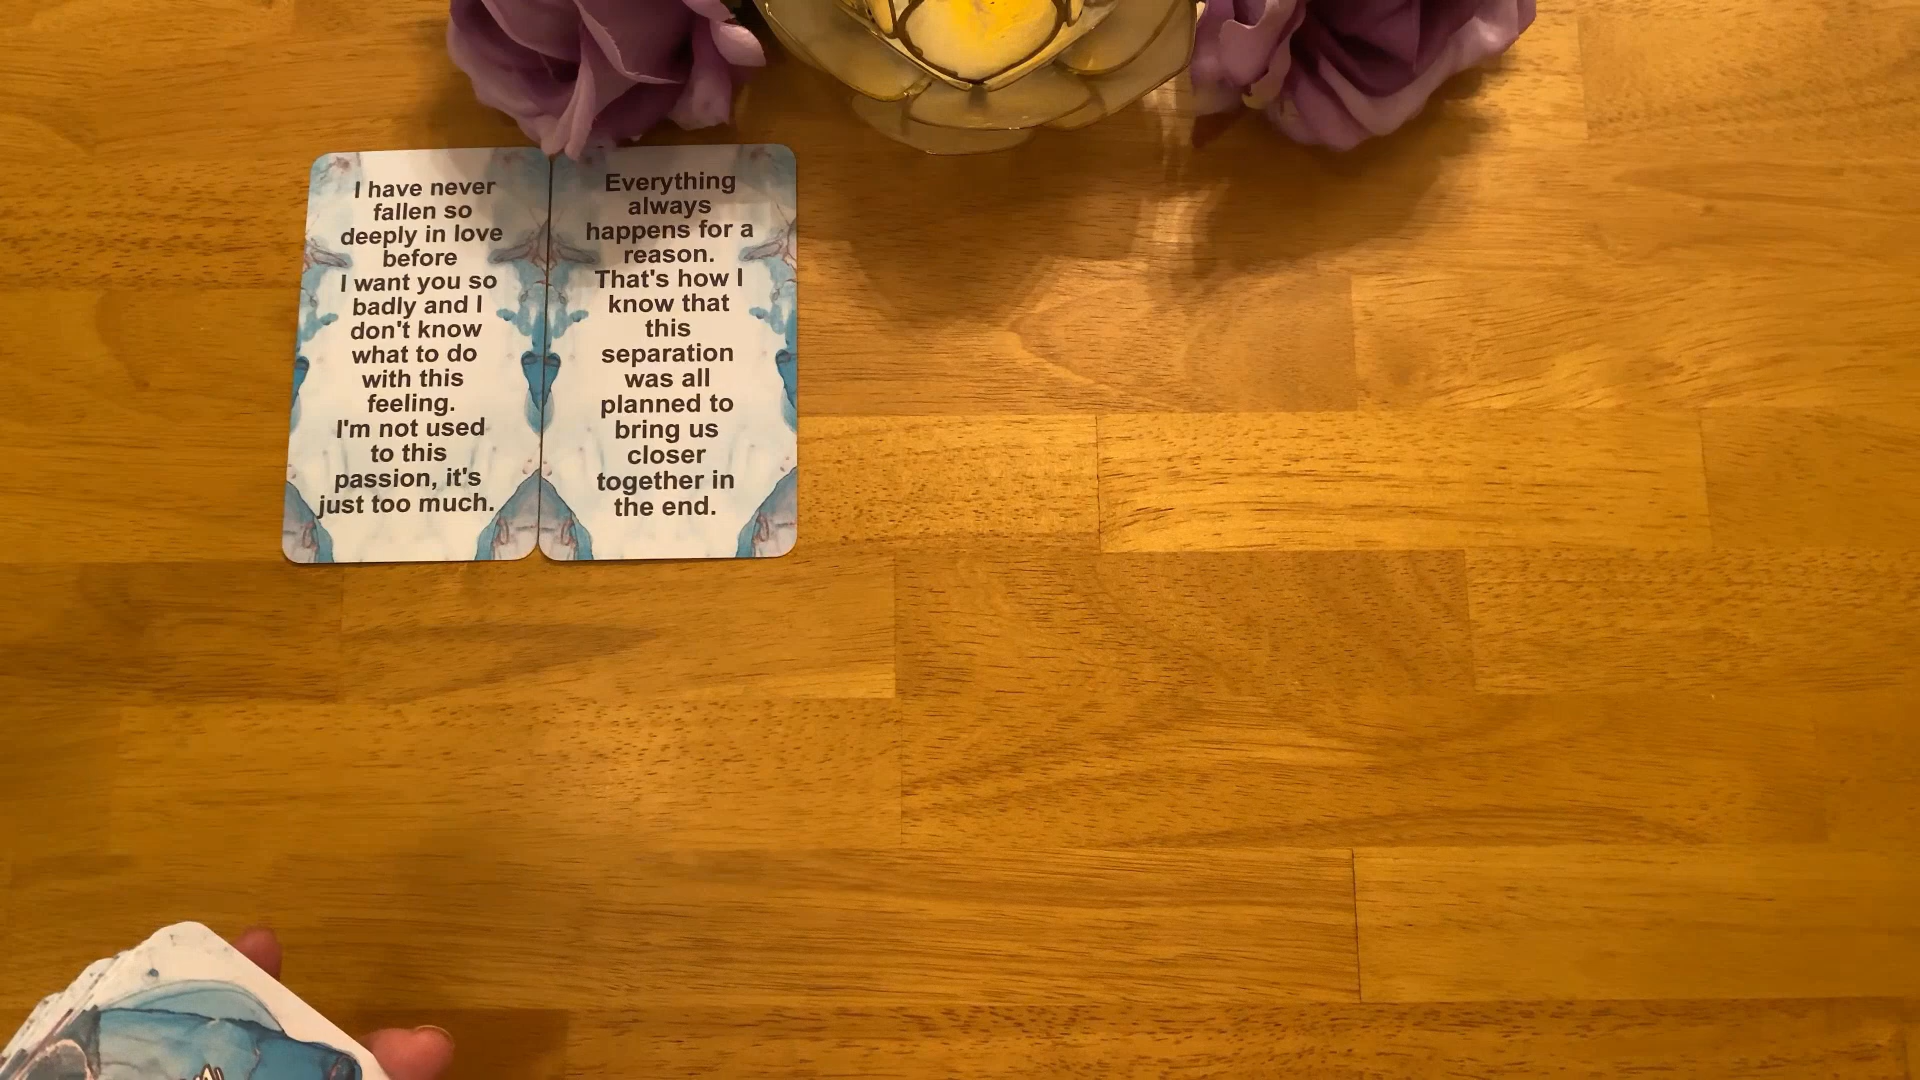 I have never
fallen so
deeply in love
before
I want you so
badly and I
don't know
what to do
with this
feeling.
I'm not used
to this
passion, it's
just too much.
Everything
always
happens for a
reason.
That's how I
know that
this
separation
was all
planned to
bring us
closer
together in
the end.